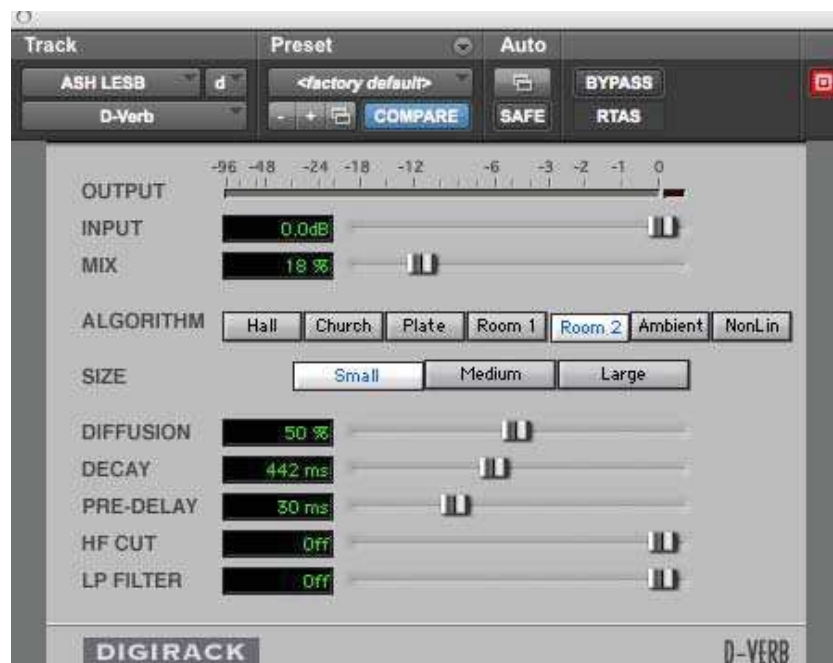 Track Preset Auto
ASH LESB d <factory default> BYPASS
D-Verb - + COMPARE SAFE RTAS
-96 -48 -24 -18 -12 -6 -3 -2 -1 0
OUTPUT
INPUT 0.0dB
MIX 18 %
ALGORITHM Hall Church Plate Room 1 Room 2 Ambient NonLin
SIZE Small Medium Large
DIFFUSION 50 %
DECAY 442 ms
PRE-DELAY 30 ms
HF CUT Off
LP FILTER Off
DIGIRACK D-VERB